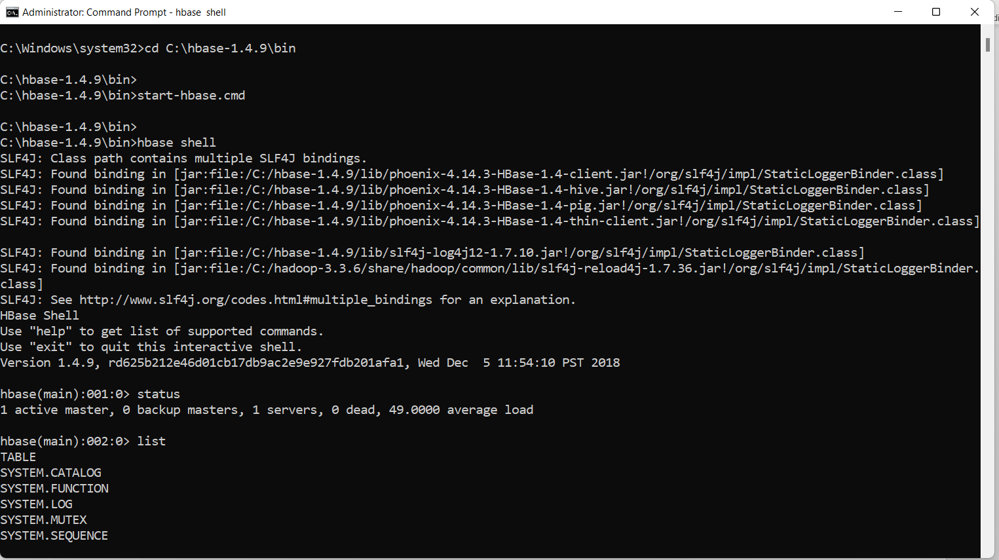 Administrator: Command Prompt - hbase  shell
C:\Windows\system32>cd C:\hbase-1.4.9\bin
C:\hbase-1.4.9\bin>
C:\hbase-1.4.9\bin>start-hbase.cmd
C:\hbase-1.4.9\bin>
C:\hbase-1.4.9\bin>hbase shell
SLF4J: Class path contains multiple SLF4J bindings.
SLF4J: Found binding in [jar:file:/C:/hbase-1.4.9/lib/phoenix-4.14.3-HBase-1.4-client.jar!/org/slf4j/impl/StaticLoggerBinder.class]
SLF4J: Found binding in [jar:file:/C:/hbase-1.4.9/lib/phoenix-4.14.3-HBase-1.4-hive.jar!/org/slf4j/impl/StaticLoggerBinder.class]
SLF4J: Found binding in [jar:file:/C:/hbase-1.4.9/lib/phoenix-4.14.3-HBase-1.4-pig.jar!/org/slf4j/impl/StaticLoggerBinder.class]
SLF4J: Found binding in [jar:file:/C:/hbase-1.4.9/lib/phoenix-4.14.3-HBase-1.4-thin-client.jar!/org/slf4j/impl/StaticLoggerBinder.class]
SLF4J: Found binding in [jar:file:/C:/hbase-1.4.9/lib/slf4j-log4j12-1.7.10.jar!/org/slf4j/impl/StaticLoggerBinder.class]
SLF4J: Found binding in [jar:file:/C:/hadoop-3.3.6/share/hadoop/common/lib/slf4j-reload4j-1.7.36.jar!/org/slf4j/impl/StaticLoggerBinder.
class]
SLF4J: See http://www.slf4j.org/codes.html#multiple_bindings for an explanation.
HBase Shell
Use "help" to get list of supported commands.
Use "exit" to quit this interactive shell.
Version 1.4.9, rd625b212e46d01cb17db9ac2e9e927fdb201afa1, Wed Dec  5 11:54:10 PST 2018
hbase(main):001:0> status
1 active master, 0 backup masters, 1 servers, 0 dead, 49.0000 average load
hbase(main):002:0> list
TABLE
SYSTEM.CATALOG
SYSTEM.FUNCTION
SYSTEM.LOG
SYSTEM.MUTEX
SYSTEM.SEQUENCE